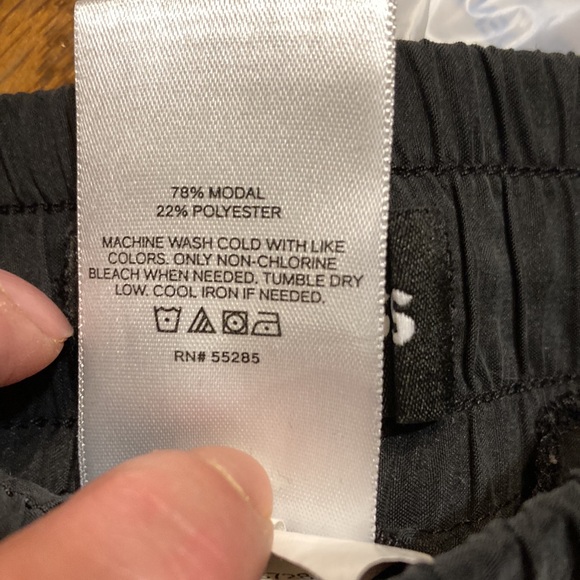 78% MODAL
22% POLYESTER
MACHINE WASH COLD WITH LIKE
COLORS. ONLY NON-CHLORINE
BLEACH WHEN NEEDED. TUMBLE DRY
LOW. COOL IRON IF NEEDED.
RN# 55285